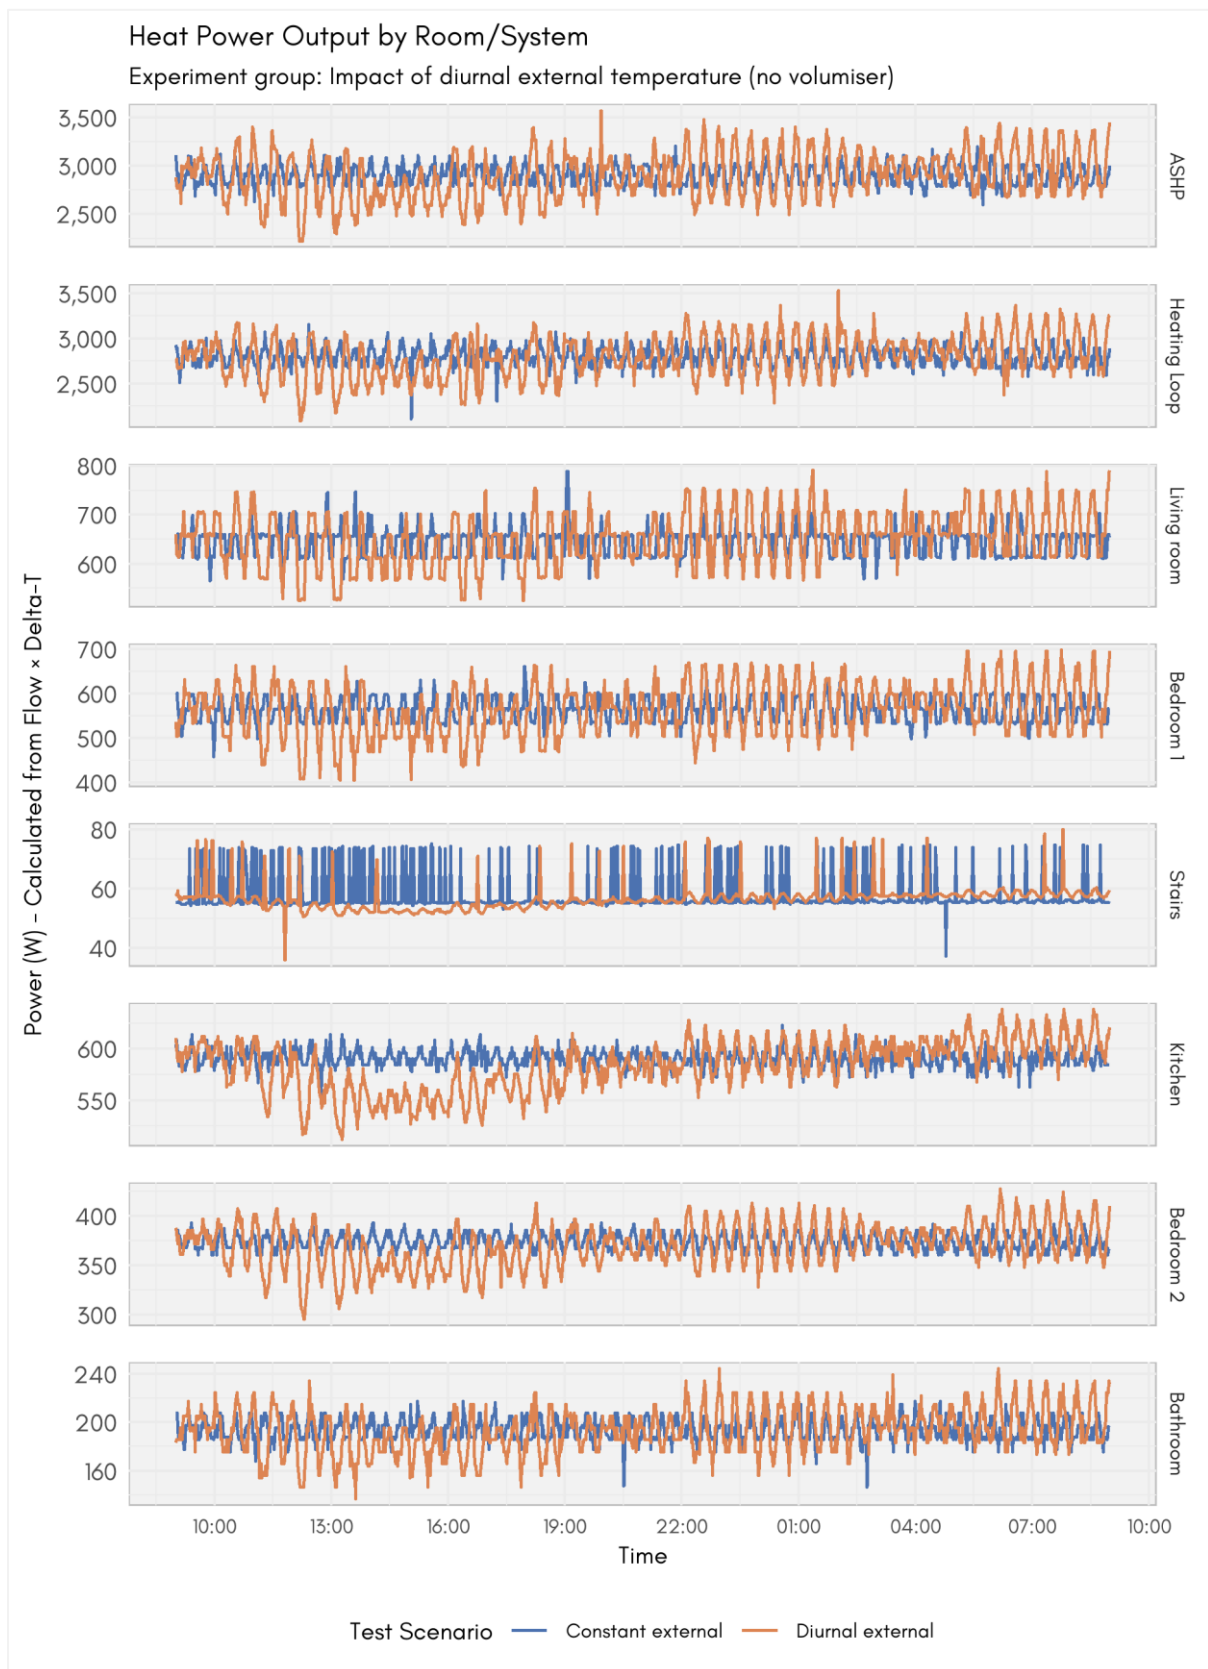 Heat Power Output by Room/System
Experiment group: Impact of diurnal external temperature (no volumiser)
Power (W) – Calculated from Flow × Delta-T
3,500
3,000
2,500
ASHP
3,500
3,000
2,500
Heating Loop
800
700
600
Living room
700
600
500
400
Bedroom 1
80
60
40
Stairs
600
550
Kitchen
400
350
300
Bedroom 2
240
200
160
Bathroom
10:00 13:00 16:00 19:00 22:00 01:00 04:00 07:00 10:00
Time
Test Scenario Constant external Diurnal external